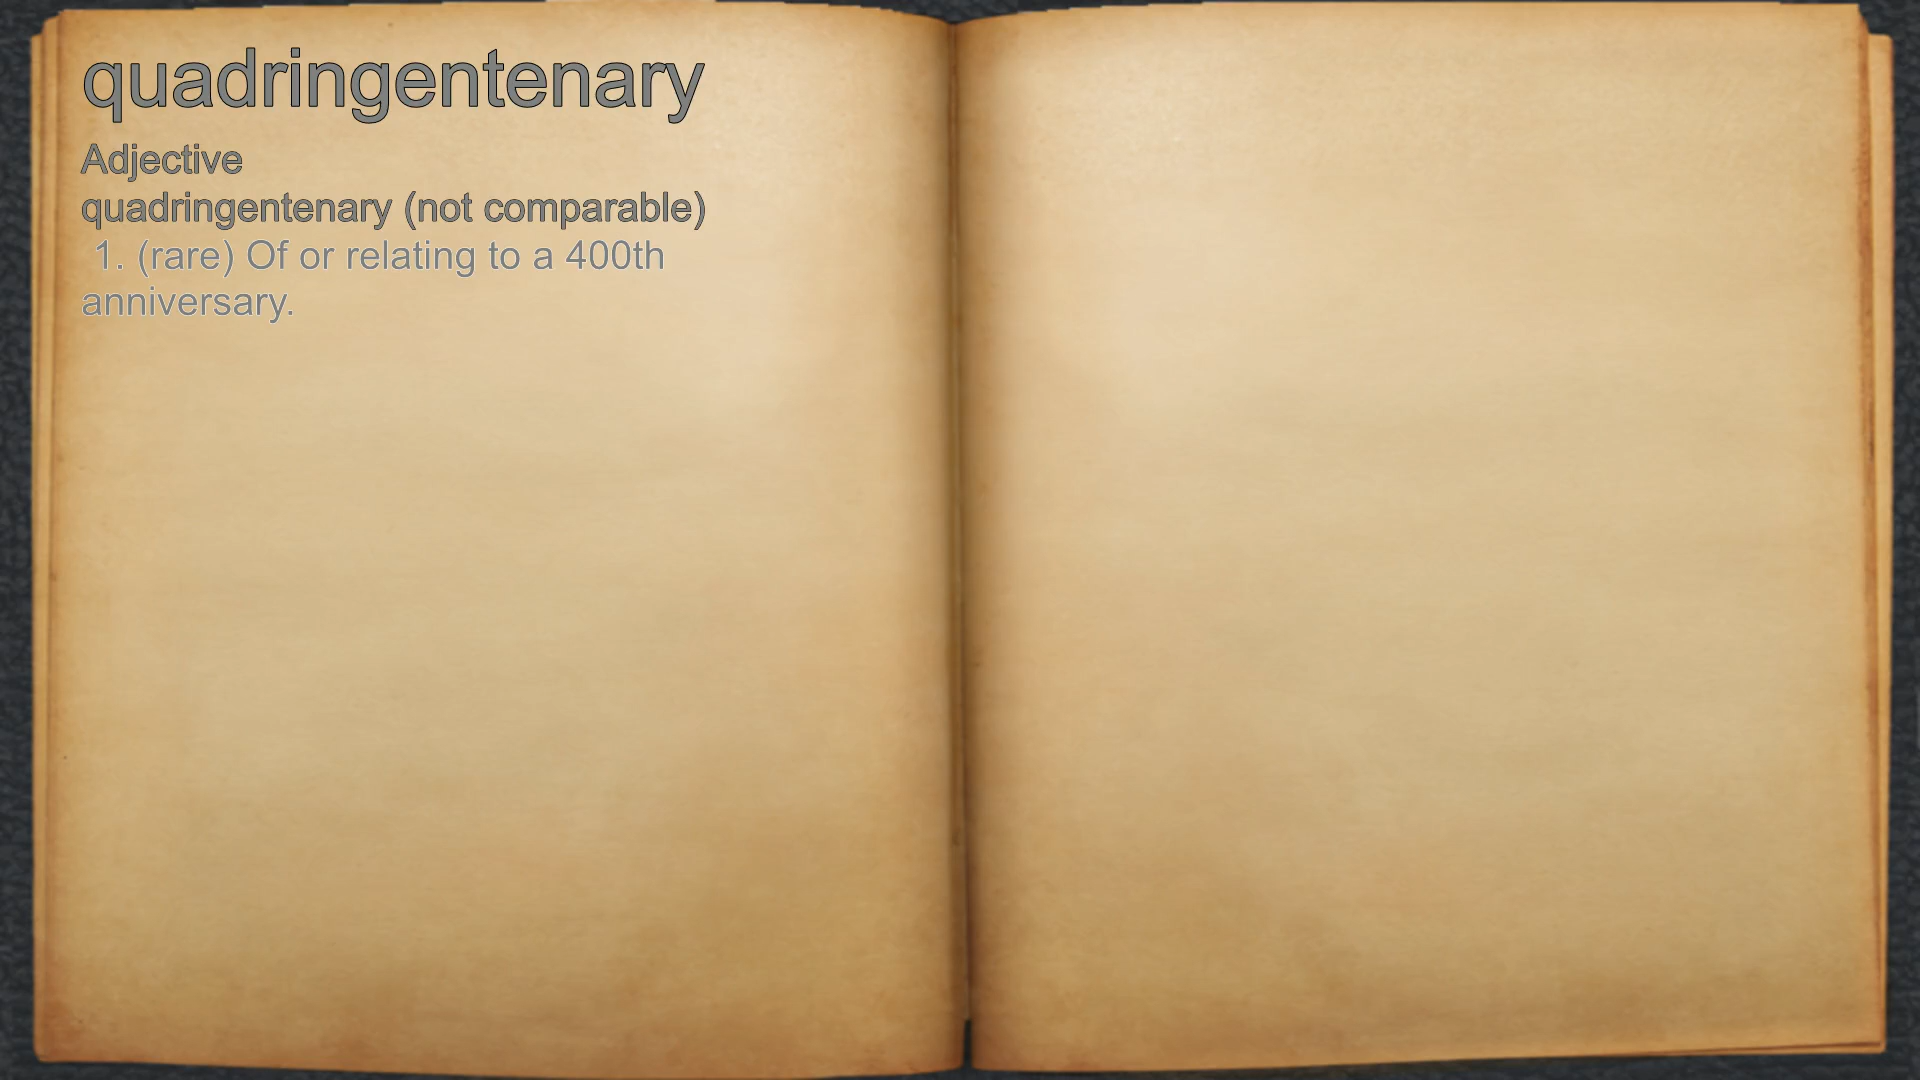 quadringentenary
Adjective
quadringentenary (not comparable)
1. (rare) Of or relating to a 400th
anniversary.